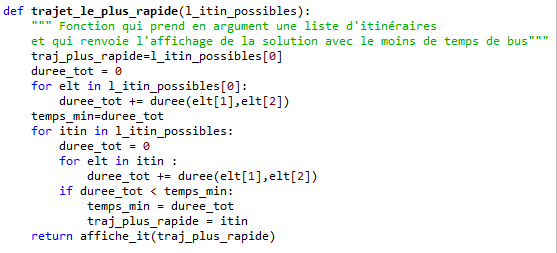 def trajet_le_plus_rapide(l_itin_possibles):
    """ Fonction qui prend en argument une liste d'itinéraires
    et qui renvoie l'affichage de la solution avec le moins de temps de bus"""
    traj_plus_rapide=l_itin_possibles[0]
    duree_tot = 0
    for elt in l_itin_possibles[0]:
        duree_tot += duree(elt[1],elt[2])
    temps_min=duree_tot
    for itin in l_itin_possibles:
        duree_tot = 0
        for elt in itin :
            duree_tot += duree(elt[1],elt[2])
        if duree_tot < temps_min:
            temps_min = duree_tot
            traj_plus_rapide = itin
    return affiche_it(traj_plus_rapide)